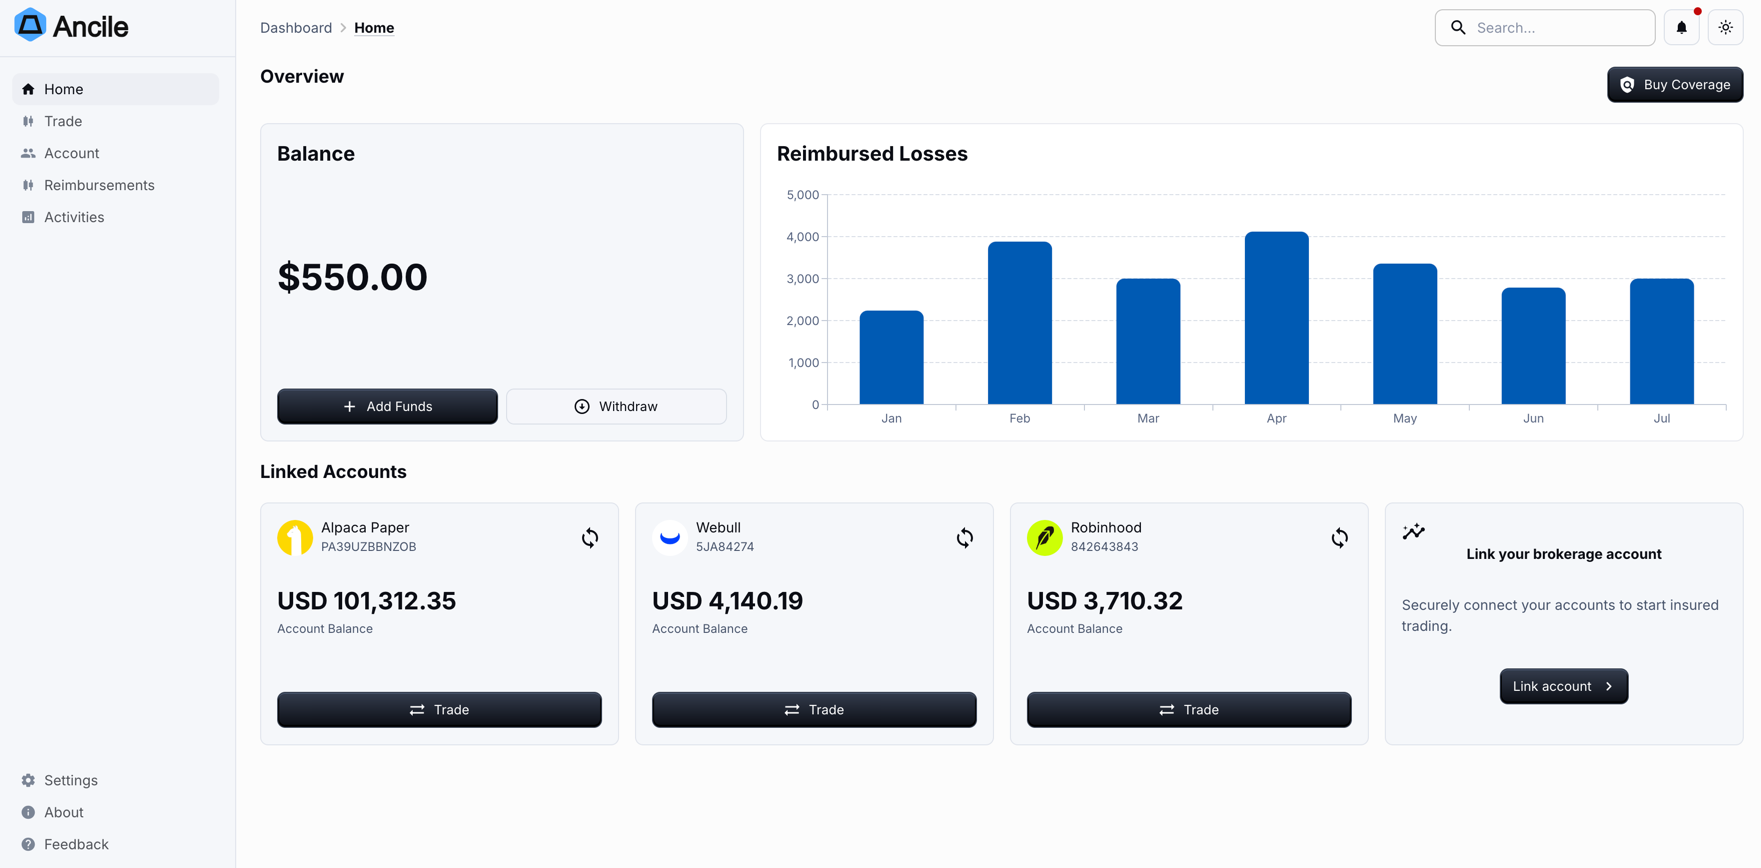 Ancile
Home
Trade
Account
Reimbursements
Activities
Settings
About
Feedback
Dashboard > Home
Search...
Overview
Buy Coverage
Balance
$550.00
Add Funds
Withdraw
Reimbursed Losses
5,000
4,000
3,000
2,000
1,000
0
Jan Feb Mar Apr May Jun Jul
Linked Accounts
Alpaca Paper
PA39UZBBNZOB
USD 101,312.35
Account Balance
Trade
Webull
5JA84274
USD 4,140.19
Account Balance
Trade
Robinhood
842643843
USD 3,710.32
Account Balance
Trade
Link your brokerage account
Securely connect your accounts to start insured
trading.
Link account